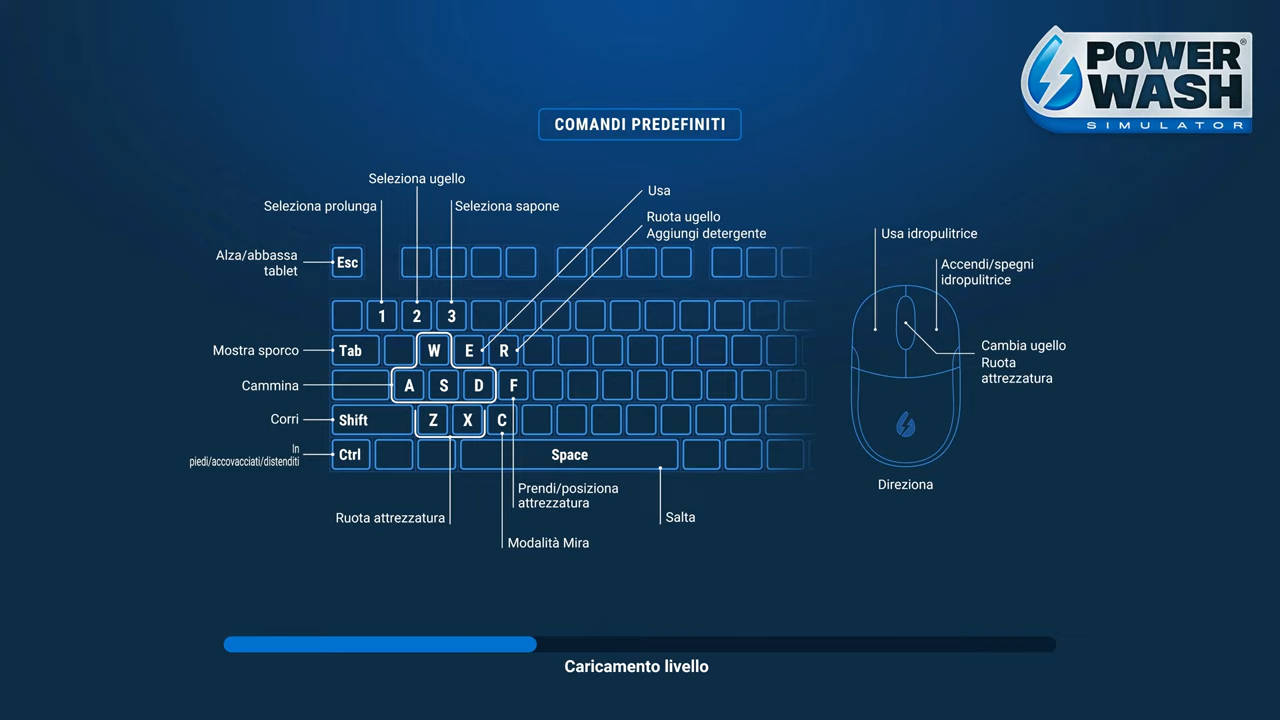 POWER
WASH
SIMULATOR
®
COMANDI PREDEFINITI
Seleziona ugello
Seleziona prolunga
Seleziona sapone
Usa
Ruota ugello
Aggiungi detergente
Alza/abbassa
tablet
Esc
1 2 3
Mostra sporco
Tab
W E R
Cammina
A S D F
Corri
Shift
Z X C
In
piedi/accovacciati/distenditi
Ctrl
Space
Prendi/posiziona
attrezzatura
Ruota attrezzatura
Salta
Modalità Mira
Usa idropulitrice
Accendi/spegni
idropulitrice
Cambia ugello
Ruota
attrezzatura
Direziona
Caricamento livello